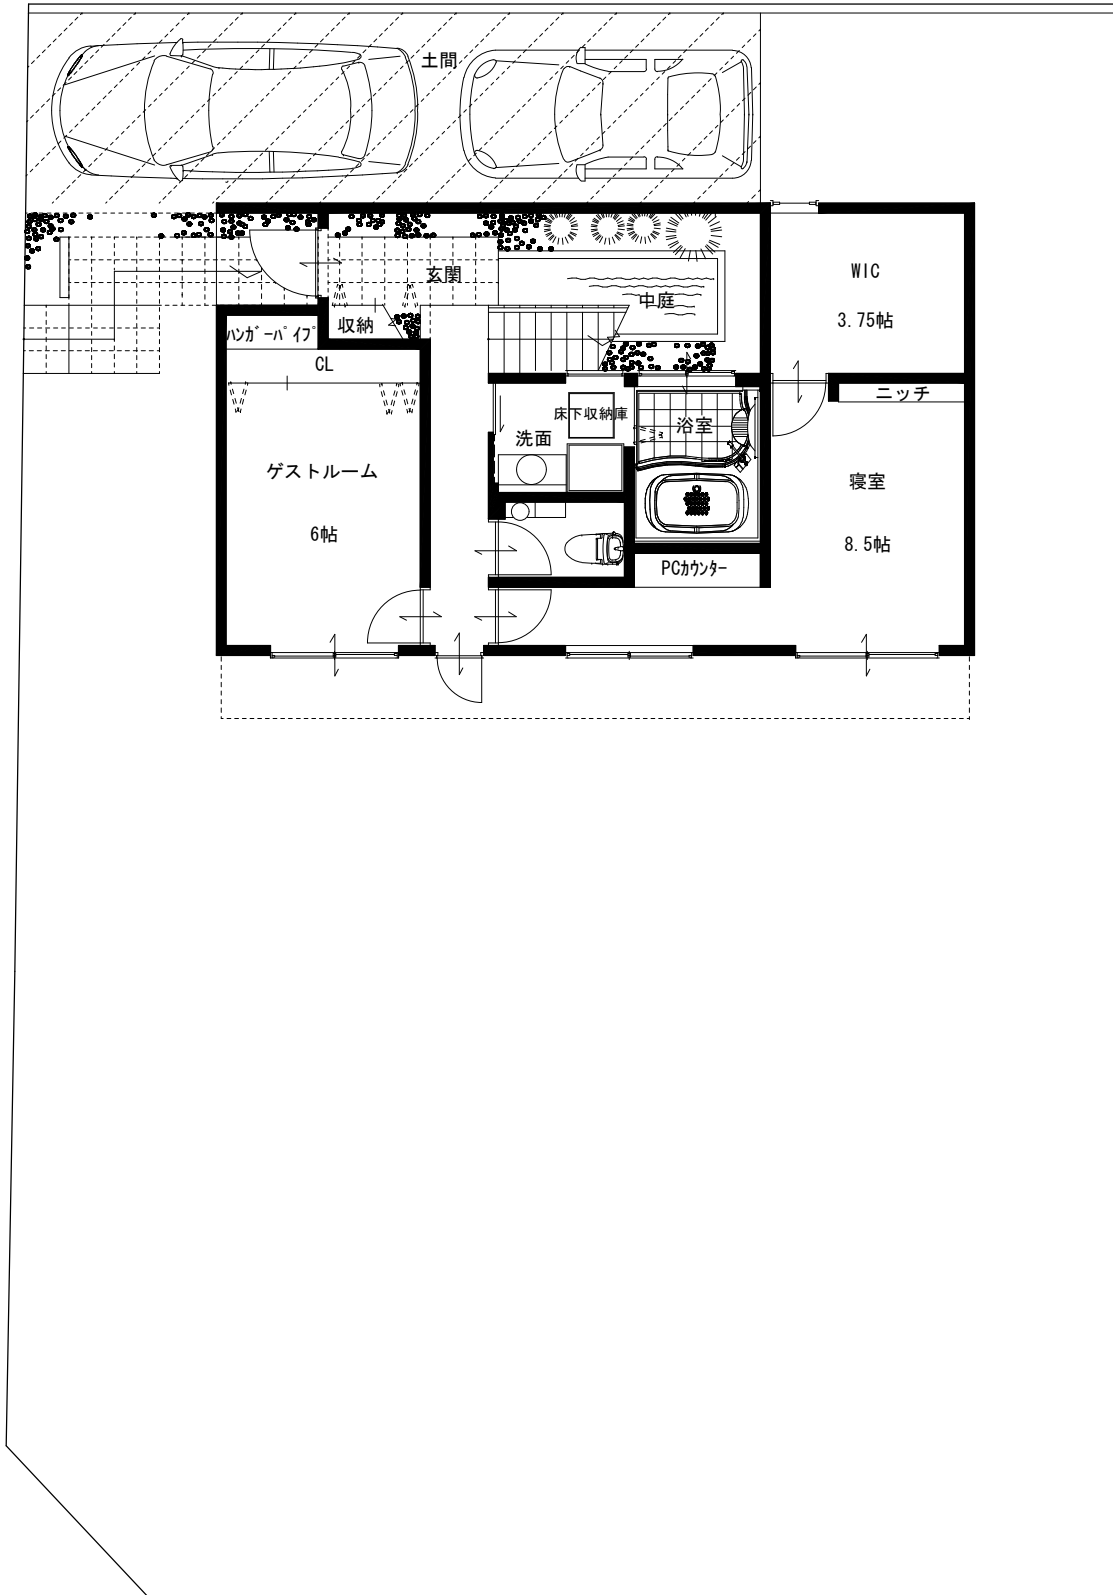 土間
WIC
玄関
中庭
3.75帖
収納
ﾊﾝｶﾞｰﾊﾟｲﾌﾟ
CL
ニッチ
床下収納庫
浴室
洗面
ゲストルーム
寝室
6帖
8.5帖
PCｶｳﾝﾀｰ